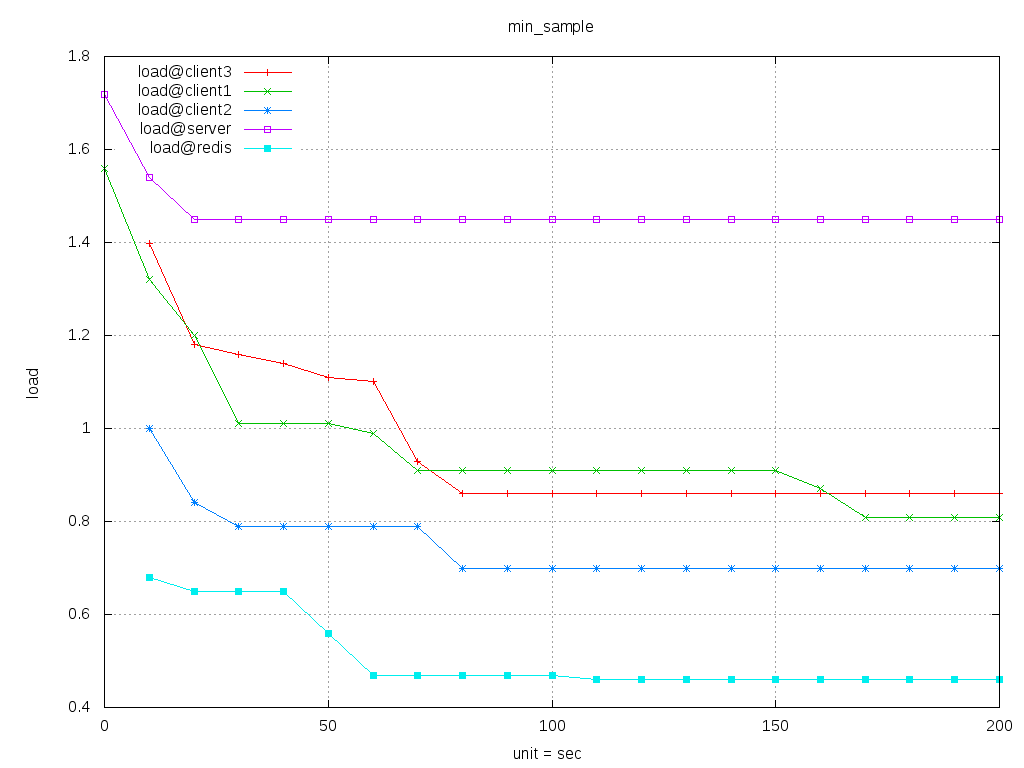 min_sample
load@client3
load@client1
load@client2
load@server
load@redis
1.8
1.6
1.4
1.2
1
0.8
0.6
0.4
load
0 50 100 150 200
unit = sec